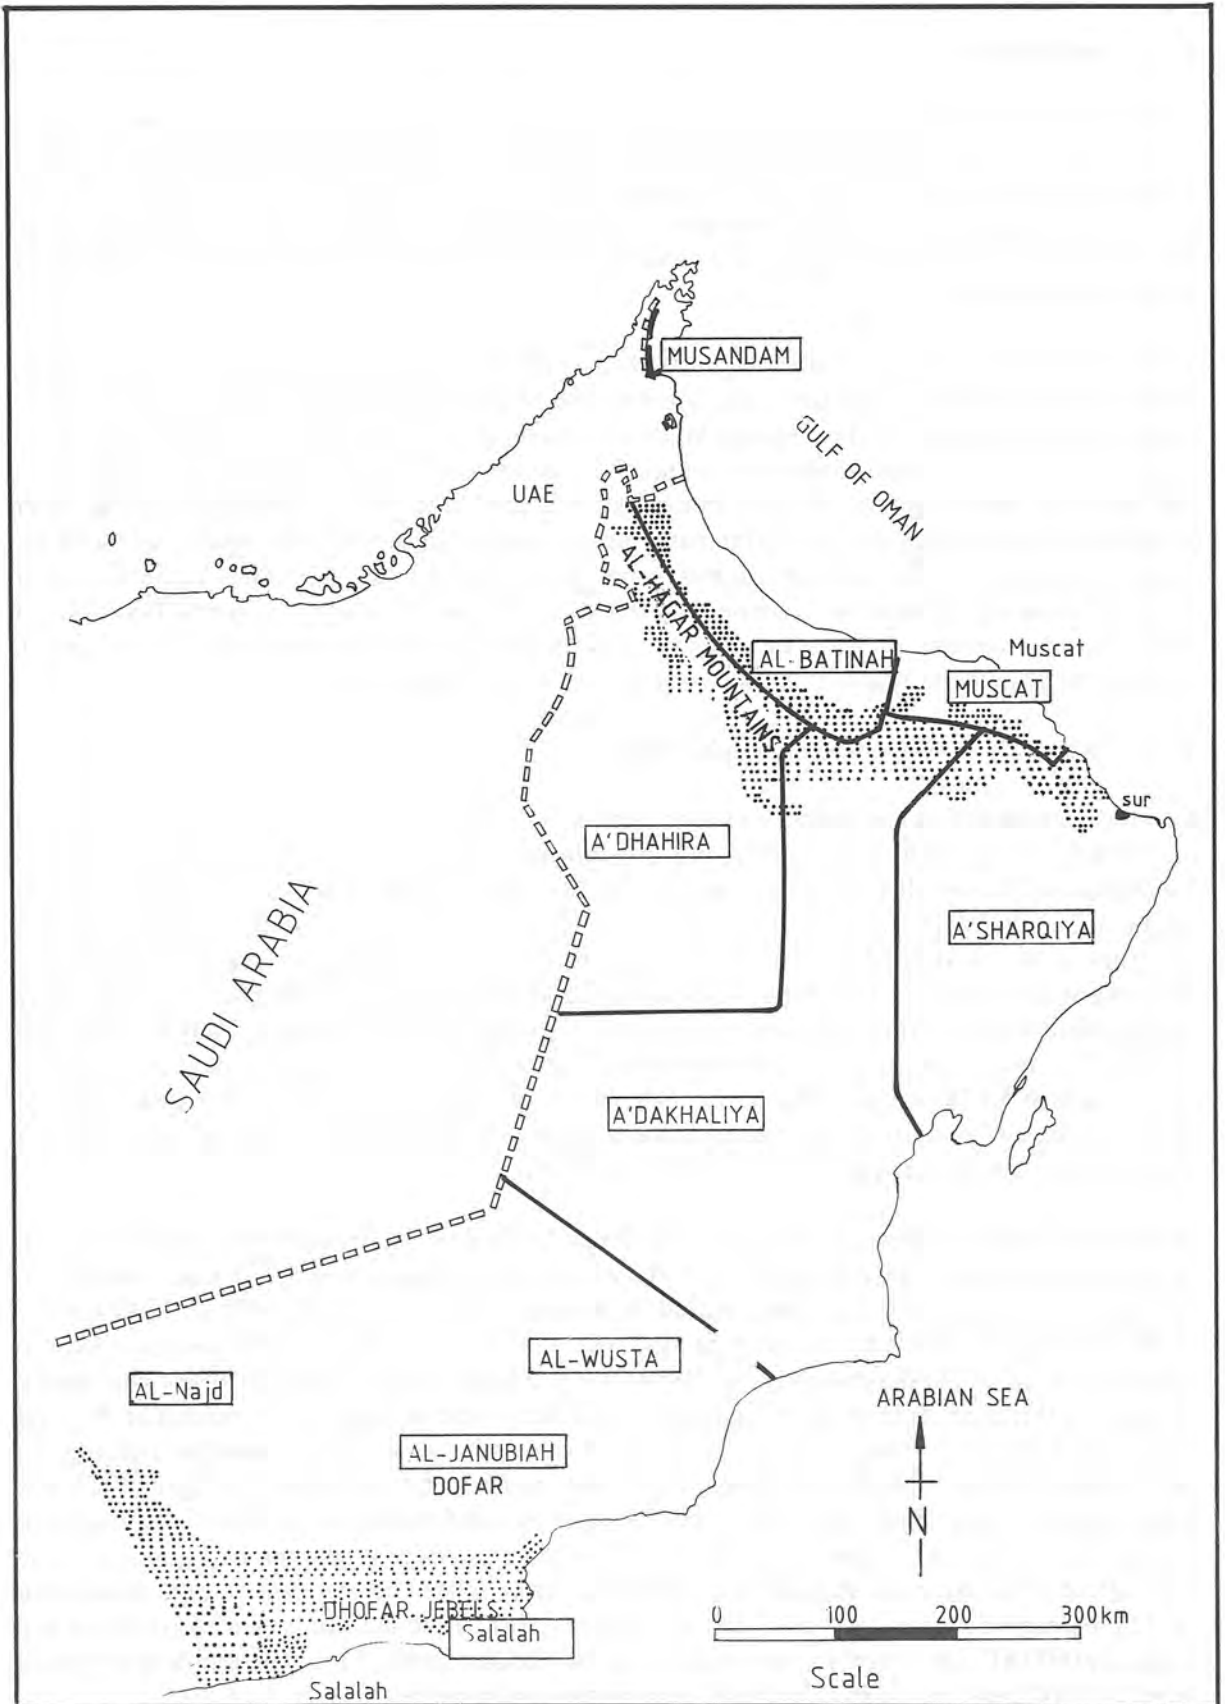 MUSANDAM
GULF OF OMAN
UAE
AL-HAGAR MOUNTAINS
AL-BATINAH
Muscat
MUSCAT
sur
A'DHAHIRA
A'SHARQIYA
SAUDI ARABIA
A'DAKHALIYA
AL-WUSTA
AL-Najd
ARABIAN SEA
AL-JANUBIAH
DOFAR
N
DHOFAR JEBELS
Salalah
0 100 200 300km
Scale
Salalah